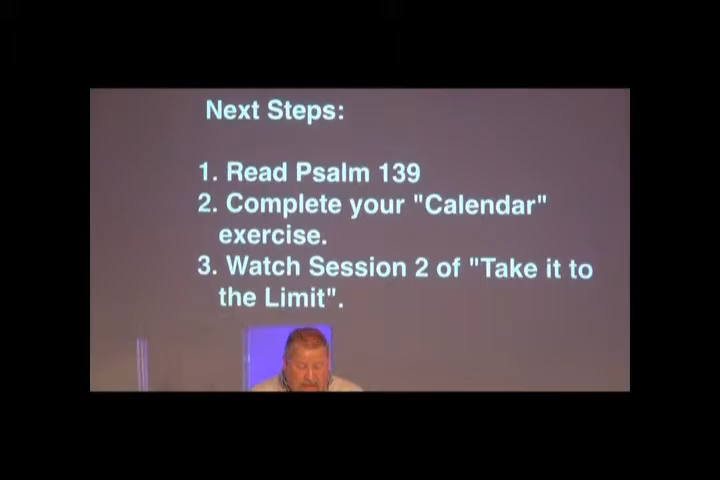 Next Steps:
1. Read Psalm 139
2. Complete your "Calendar"
exercise.
3. Watch Session 2 of "Take it to
the Limit".